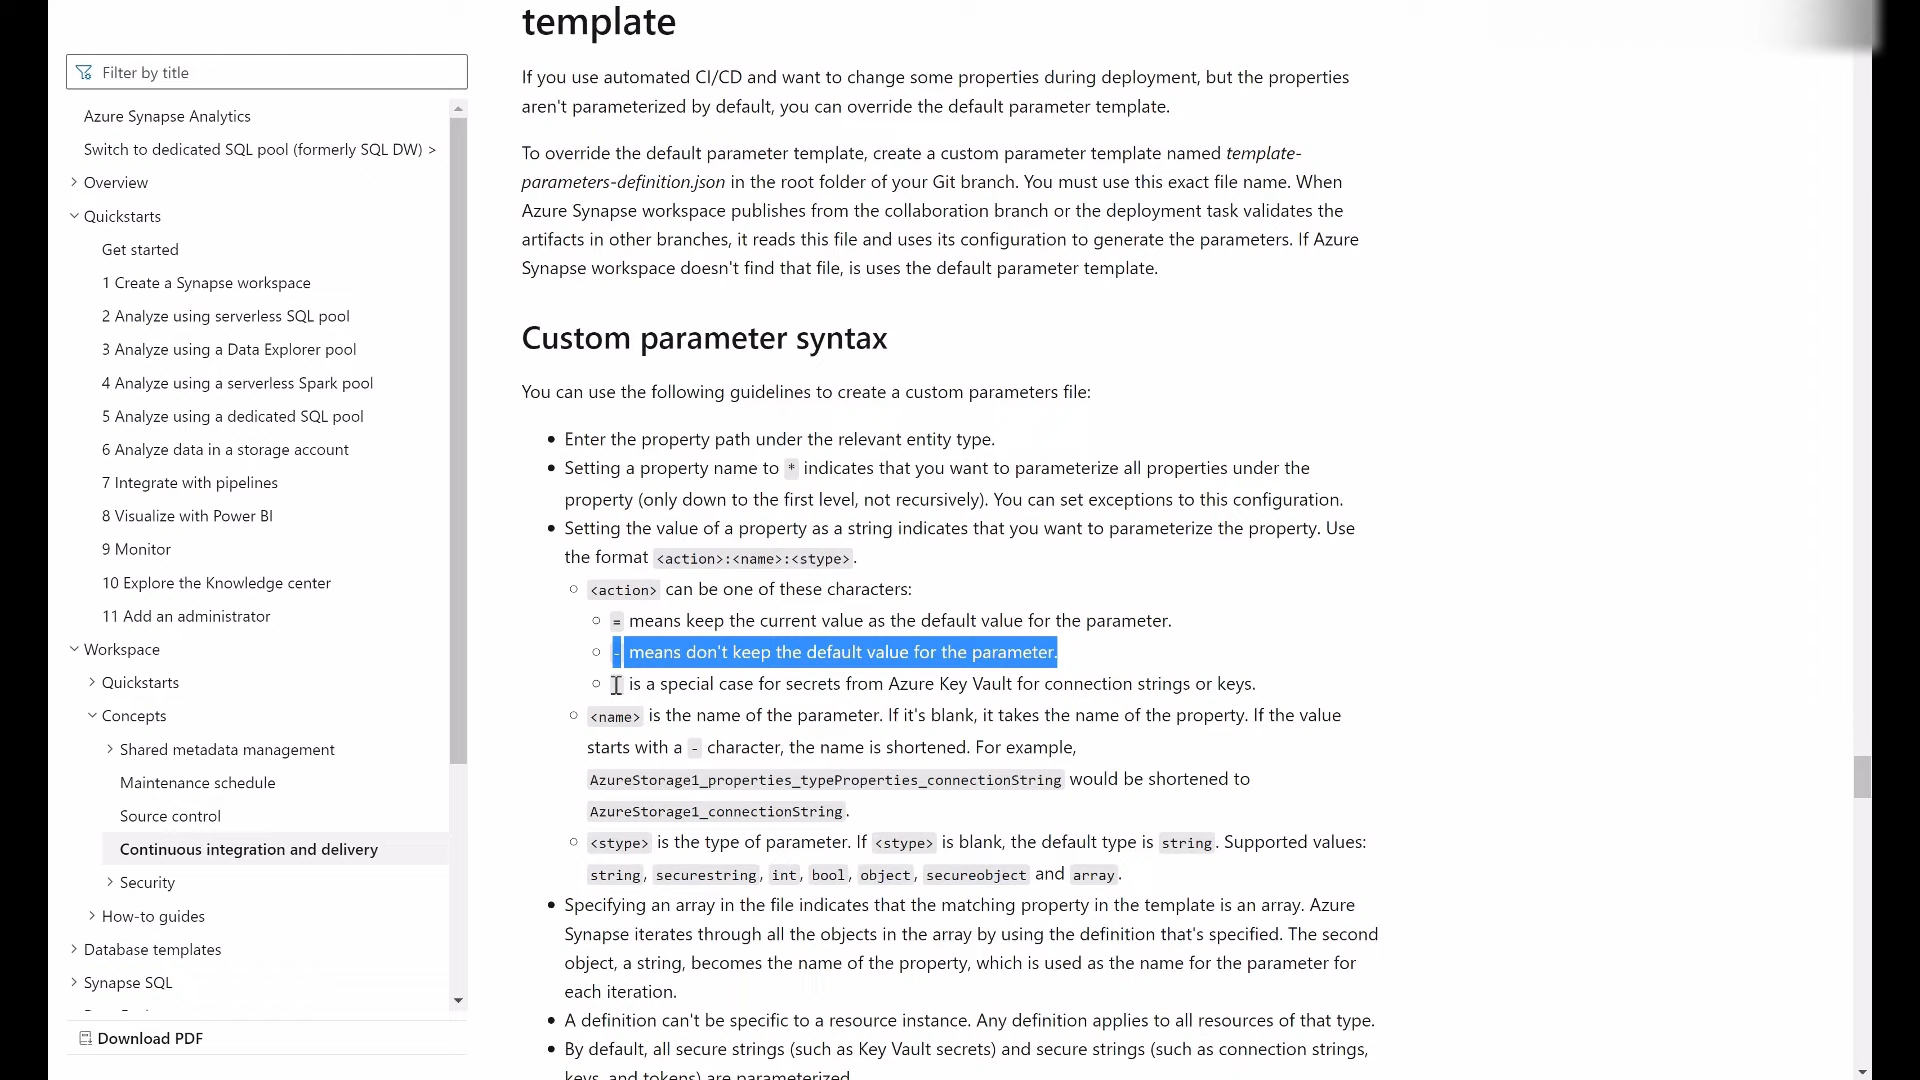 Filter by title
Azure Synapse Analytics
Switch to dedicated SQL pool (formerly SQL DW) >
Overview
Quickstarts
Get started
1 Create a Synapse workspace
2 Analyze using serverless SQL pool
3 Analyze using a Data Explorer pool
4 Analyze using a serverless Spark pool
5 Analyze using a dedicated SQL pool
6 Analyze data in a storage account
7 Integrate with pipelines
8 Visualize with Power BI
9 Monitor
10 Explore the Knowledge center
11 Add an administrator
Workspace
Quickstarts
Concepts
Shared metadata management
Maintenance schedule
Source control
Continuous integration and delivery
Security
How-to guides
Database templates
Synapse SQL
Download PDF
template
If you use automated CI/CD and want to change some properties during deployment, but the properties
aren't parameterized by default, you can override the default parameter template.
To override the default parameter template, create a custom parameter template named template-
parameters-definition.json in the root folder of your Git branch. You must use this exact file name. When
Azure Synapse workspace publishes from the collaboration branch or the deployment task validates the
artifacts in other branches, it reads this file and uses its configuration to generate the parameters. If Azure
Synapse workspace doesn't find that file, is uses the default parameter template.
Custom parameter syntax
You can use the following guidelines to create a custom parameters file:
• Enter the property path under the relevant entity type.
• Setting a property name to * indicates that you want to parameterize all properties under the
property (only down to the first level, not recursively). You can set exceptions to this configuration.
• Setting the value of a property as a string indicates that you want to parameterize the property. Use
the format <action>:<name>:<stype>.
<action> can be one of these characters:
= means keep the current value as the default value for the parameter.
- means don't keep the default value for the parameter.
is a special case for secrets from Azure Key Vault for connection strings or keys.
<name> is the name of the parameter. If it's blank, it takes the name of the property. If the value
starts with a - character, the name is shortened. For example,
AzureStorage1_properties_typeProperties_connectionString would be shortened to
AzureStorage1_connectionString.
<stype> is the type of parameter. If <stype> is blank, the default type is string. Supported values:
string, securestring, int, bool, object, secureobject and array.
• Specifying an array in the file indicates that the matching property in the template is an array. Azure
Synapse iterates through all the objects in the array by using the definition that's specified. The second
object, a string, becomes the name of the property, which is used as the name for the parameter for
each iteration.
• A definition can't be specific to a resource instance. Any definition applies to all resources of that type.
• By default, all secure strings (such as Key Vault secrets) and secure strings (such as connection strings,
keys, and tokens) are parameterized.